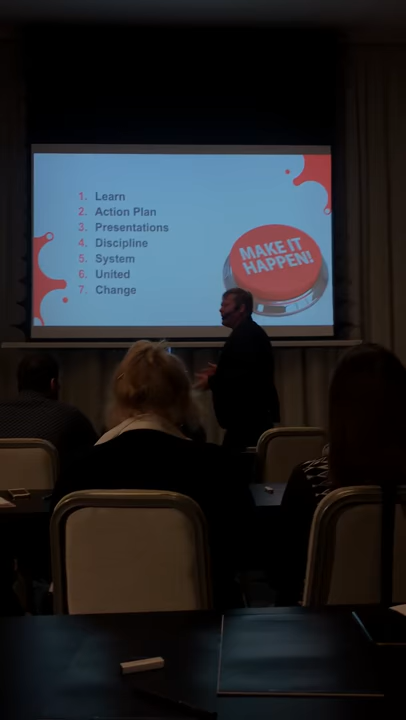 1. Learn
2. Action Plan
3. Presentations
4. Discipline
5. System
6. United
7. Change
MAKE IT
HAPPEN!